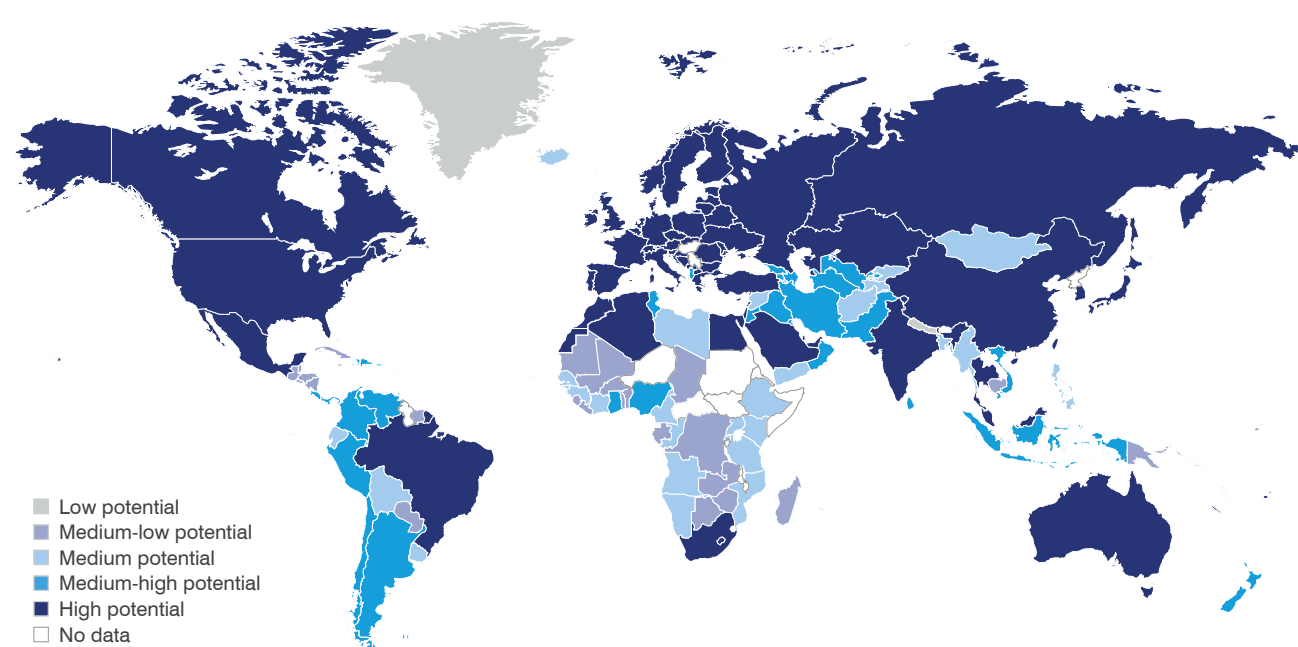 Low potential
Medium-low potential
Medium potential
Medium-high potential
High potential
No data